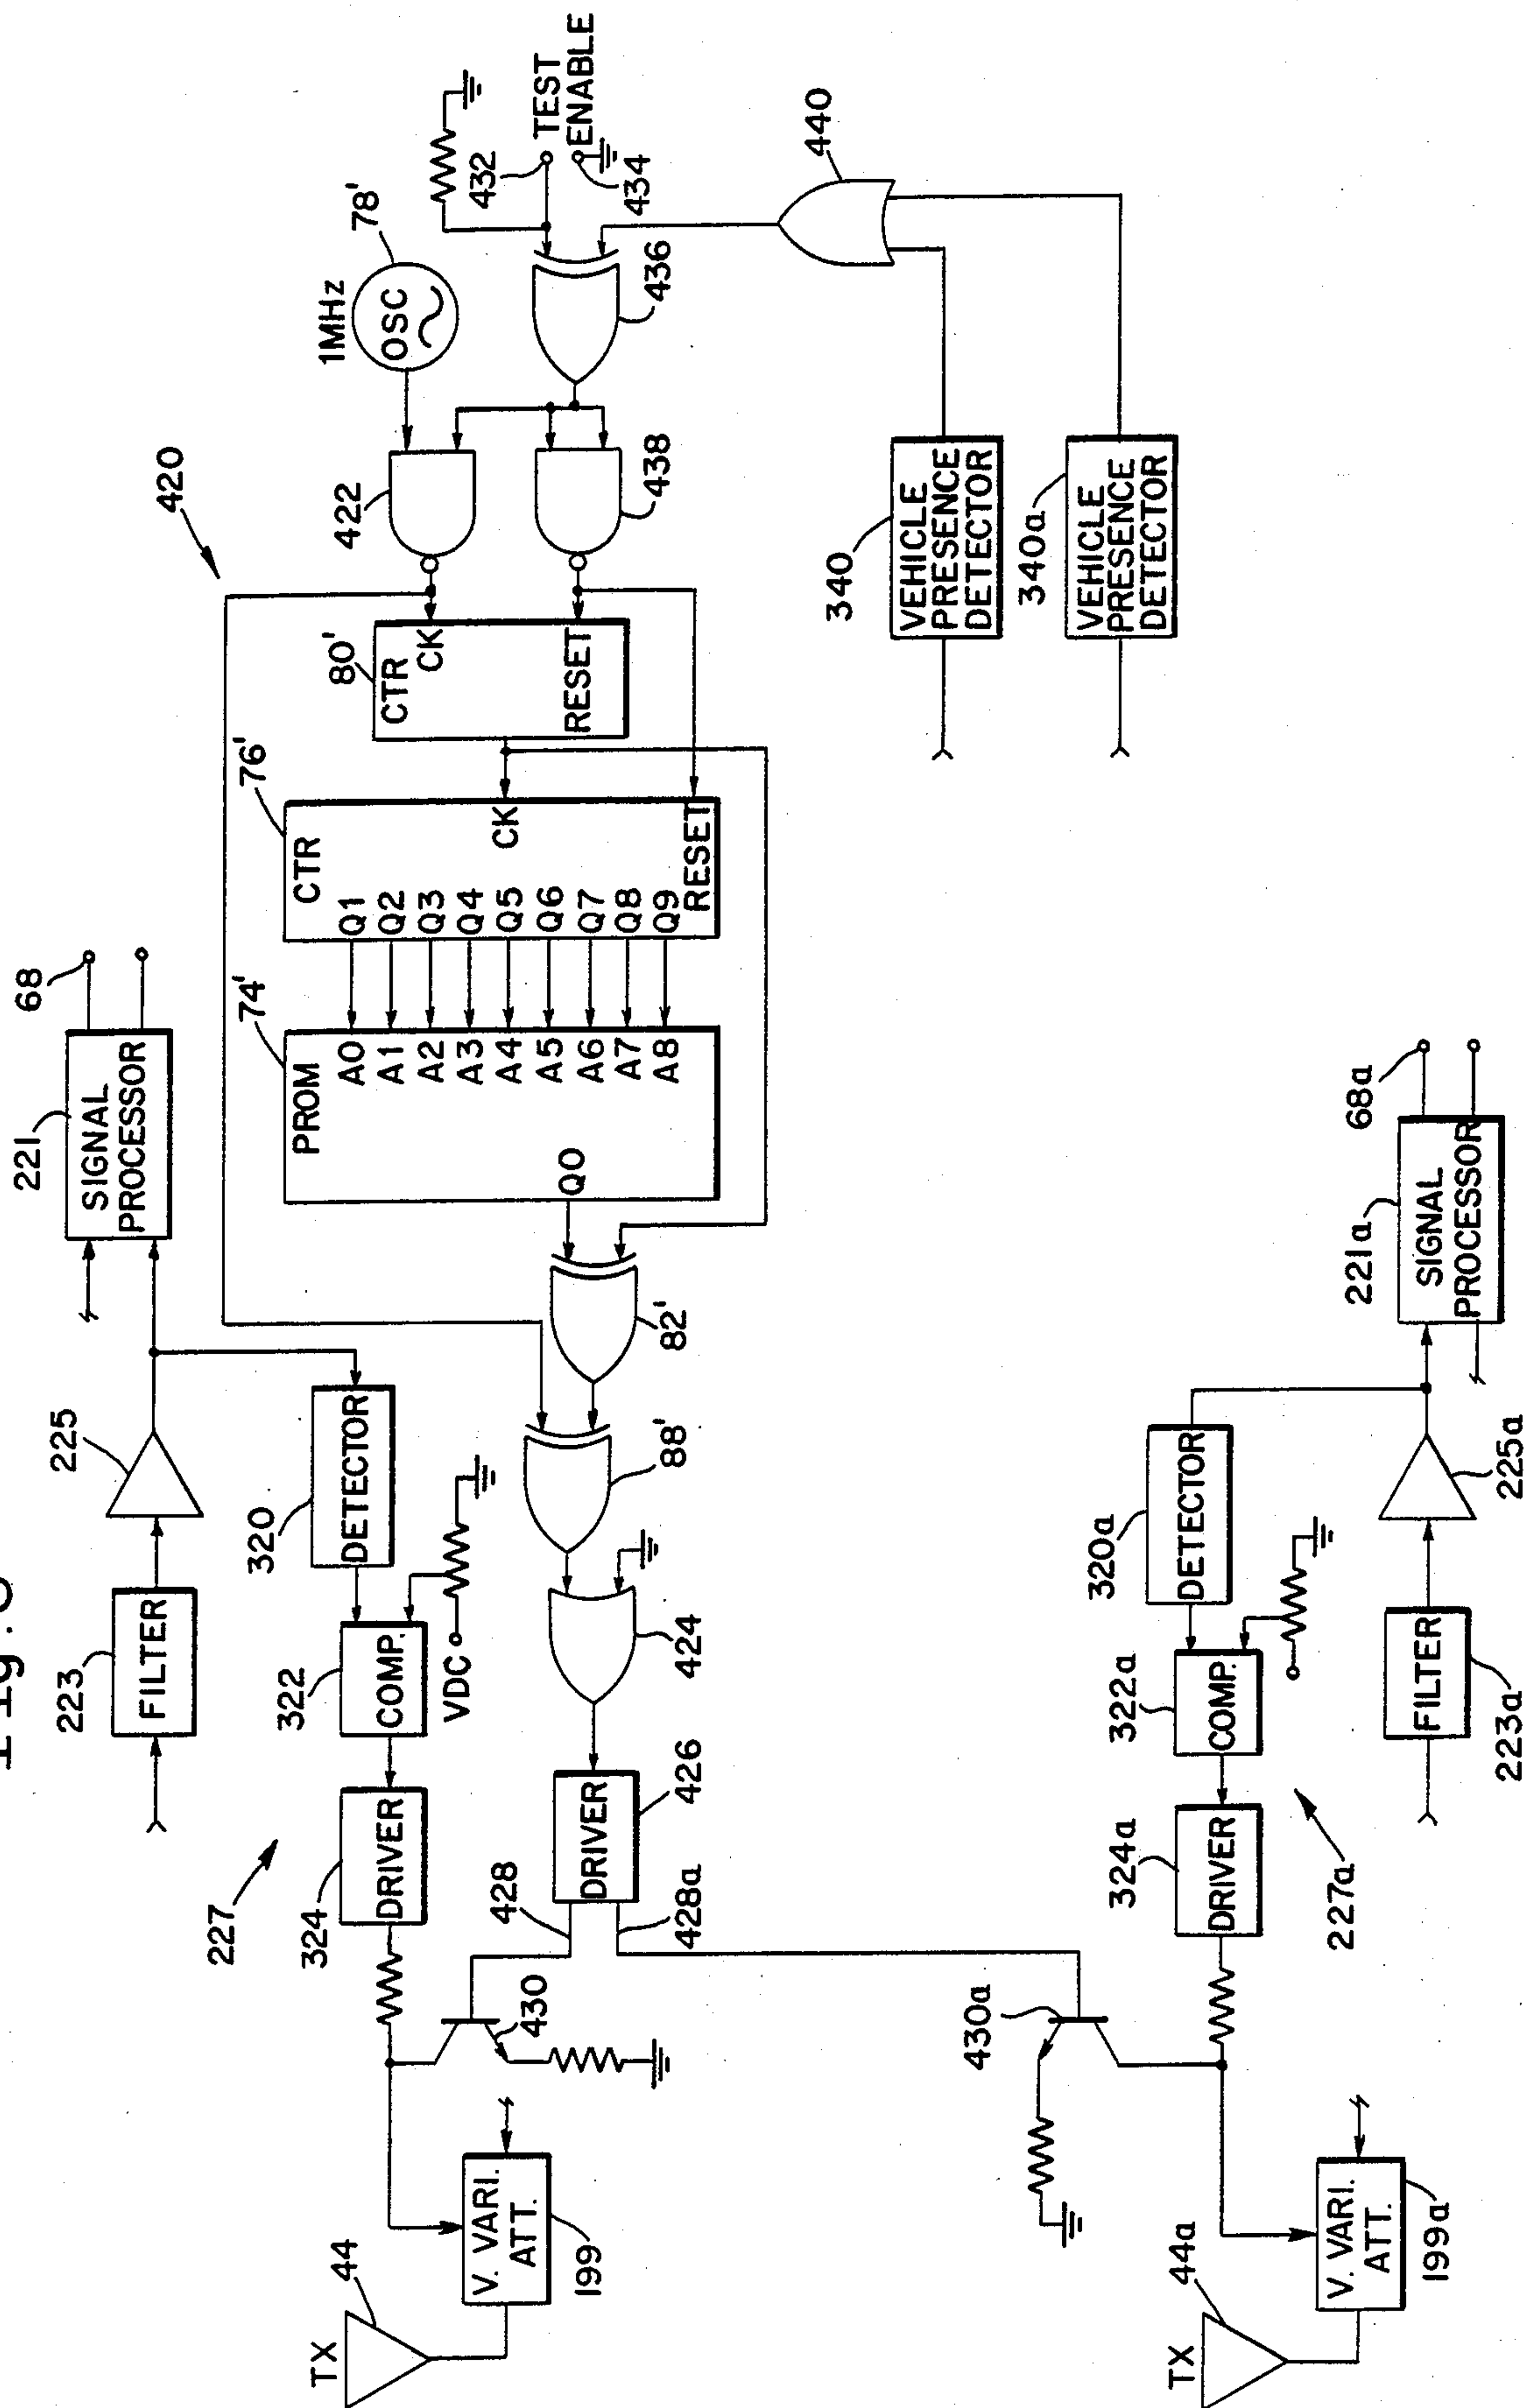 Fig. 8
TX
44
V. VARI.
ATT.
199
227
324
DRIVER
322
COMP.
VDC
320
DETECTOR
223
FILTER
225
221
SIGNAL
PROCESSOR
68
430
428
428a
DRIVER
426
424
88'
82'
74'
PROM
Q0
A0
A1
A2
A3
A4
A5
A6
A7
A8
76'
CTR
Q1
Q2
Q3
Q4
Q5
Q6
Q7
Q8
Q9
CK
RESET
80'
CTR
CK
RESET
420
422
438
1MHz
OSC
78'
436
432
TEST
ENABLE
434
440
340
VEHICLE
PRESENCE
DETECTOR
340a
VEHICLE
PRESENCE
DETECTOR
TX
44a
V. VARI.
ATT.
199a
430a
324a
DRIVER
227a
322a
COMP.
320a
DETECTOR
223a
FILTER
225a
221a
SIGNAL
PROCESSOR
68a